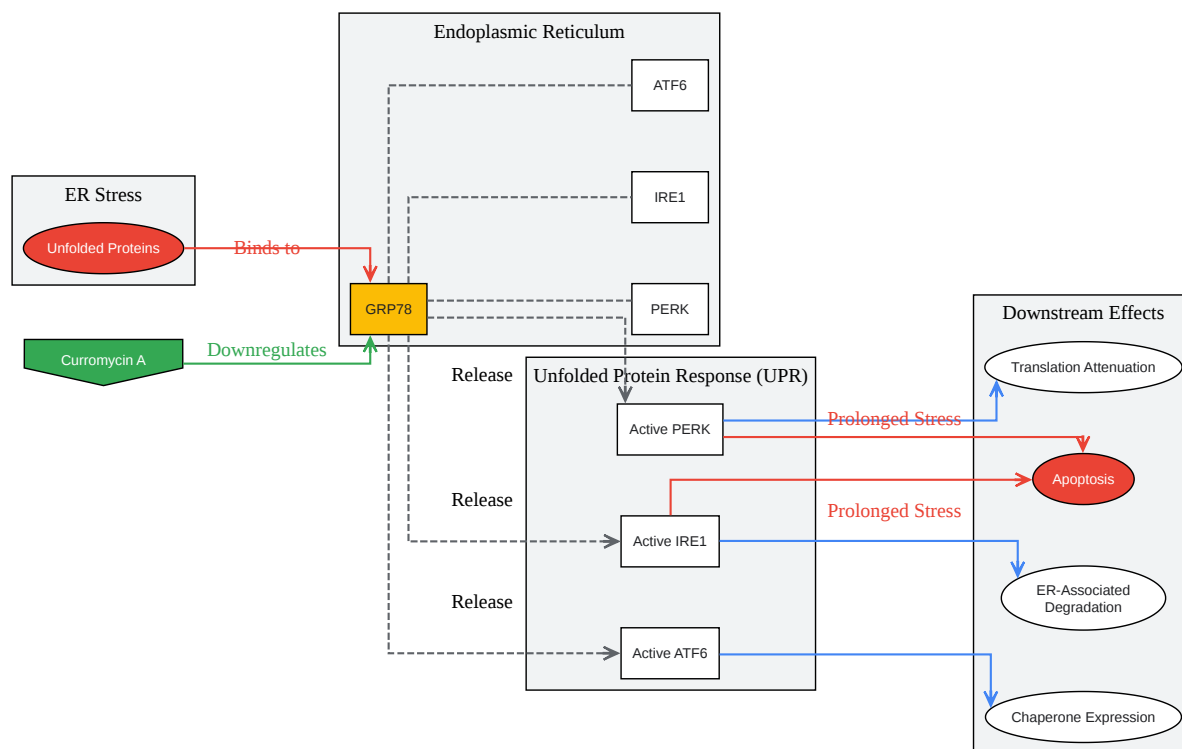 Endoplasmic Reticulum
ATF6
IRE1
PERK
GRP78
ER Stress
Unfolded Proteins
Binds to
Curromycin A
Downregulates
Release
Release
Release
Unfolded Protein Response (UPR)
Active PERK
Active IRE1
Active ATF6
Prolonged Stress
Prolonged Stress
Downstream Effects
Translation Attenuation
Apoptosis
ER-Associated
Degradation
Chaperone Expression